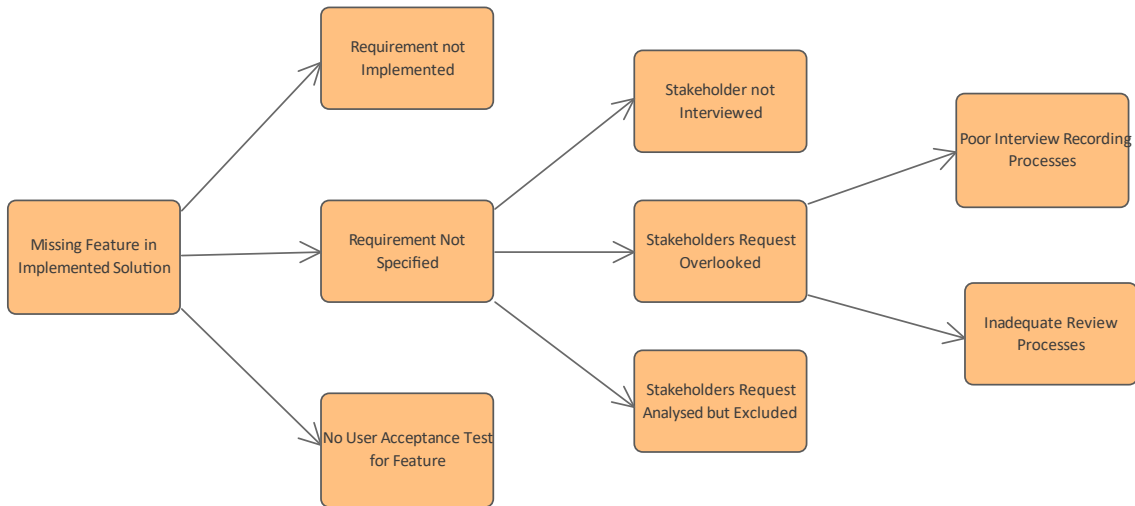 Requirement not
Implemented
Stakeholder not
Interviewed
Poor Interview Recording
Processes
Missing Feature in
Implemented Solution
Requirement Not
Specified
Stakeholders Request
Overlooked
Inadequate Review
Processes
No User Acceptance Test
for Feature
Stakeholders Request
Analysed but Excluded